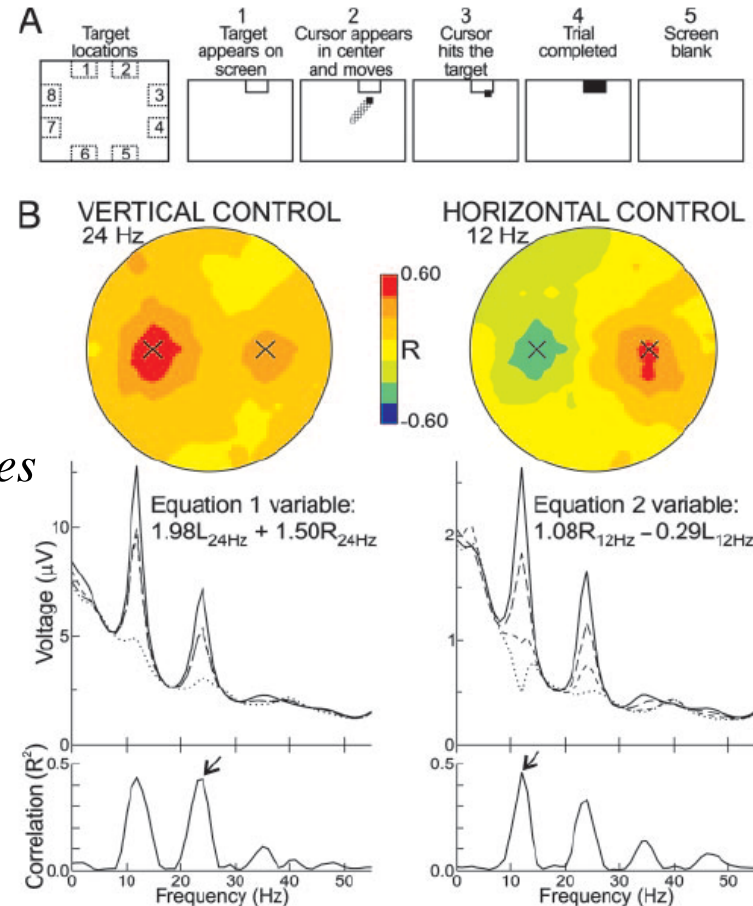 A
Target
locations
1
2
3
4
5
6
7
8
1
Target
appears on
screen
2
Cursor appears
in center
and moves
3
Cursor
hits the
target
4
Trial
completed
5
Screen
blank
B
VERTICAL CONTROL
24 Hz
HORIZONTAL CONTROL
12 Hz
0.60
R
-0.60
es
Equation 1 variable:
1.98L24Hz + 1.50R24Hz
Equation 2 variable:
1.08R12Hz – 0.29L12Hz
Voltage (μV)
10
5
0
2
1
0
Correlation (R²)
0.5
0.0
0 10 20 30 40 50
Frequency (Hz)
0.5
0.0
0 10 20 30 40 50
Frequency (Hz)